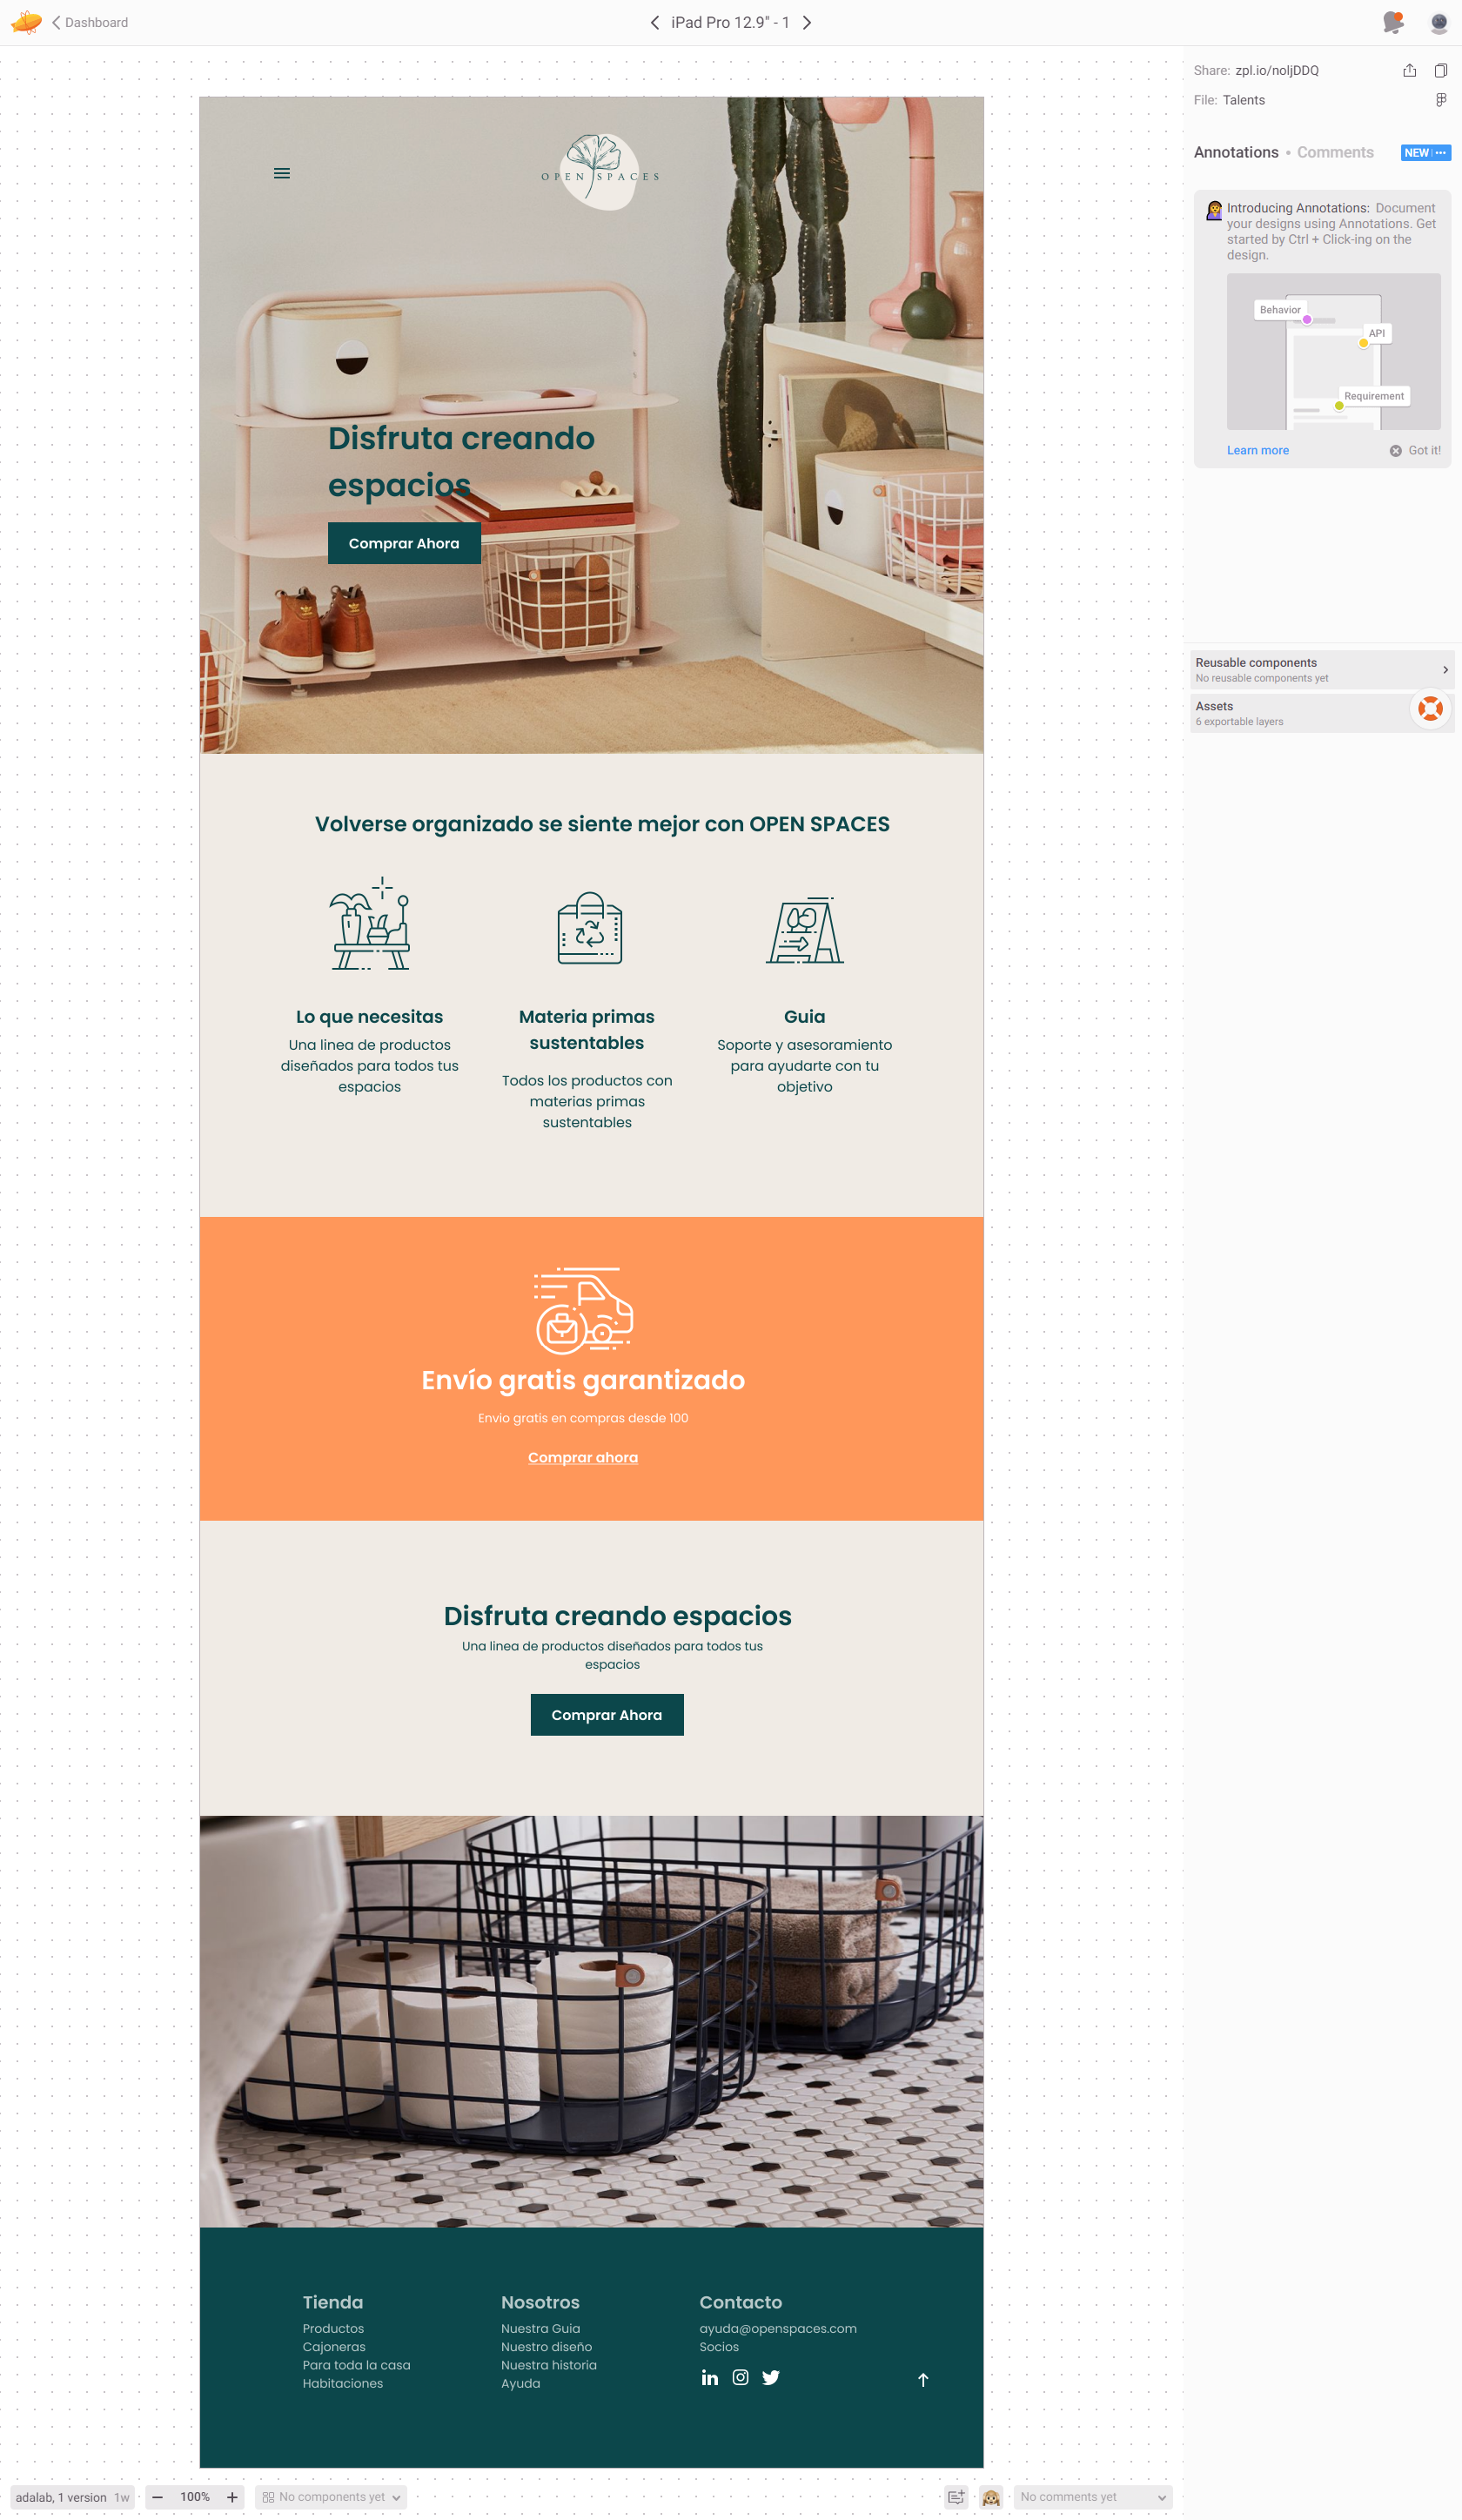 Dashboard
iPad Pro 12.9" - 1
Share: zpl.io/noljDDQ
File: Talents
Annotations • Comments
NEW
Introducing Annotations: Document
your designs using Annotations. Get
started by Ctrl + Click-ing on the
design.
Behavior
API
Requirement
Learn more
Got it!
Reusable components
No reusable components yet
Assets
6 exportable layers
OPEN SPACES
Disfruta creando
espacios
Comprar Ahora
Volverse organizado se siente mejor con OPEN SPACES
Lo que necesitas
Una linea de productos
diseñados para todos tus
espacios
Materia primas
sustentables
Todos los productos con
materias primas
sustentables
Guia
Soporte y asesoramiento
para ayudarte con tu
objetivo
Envío gratis garantizado
Envio gratis en compras desde 100
Comprar ahora
Disfruta creando espacios
Una linea de productos diseñados para todos tus
espacios
Comprar Ahora
Tienda
Productos
Cajoneras
Para toda la casa
Habitaciones
Nosotros
Nuestra Guia
Nuestro diseño
Nuestra historia
Ayuda
Contacto
ayuda@openspaces.com
Socios
adalab, 1 version 1w
100%
No components yet
No comments yet